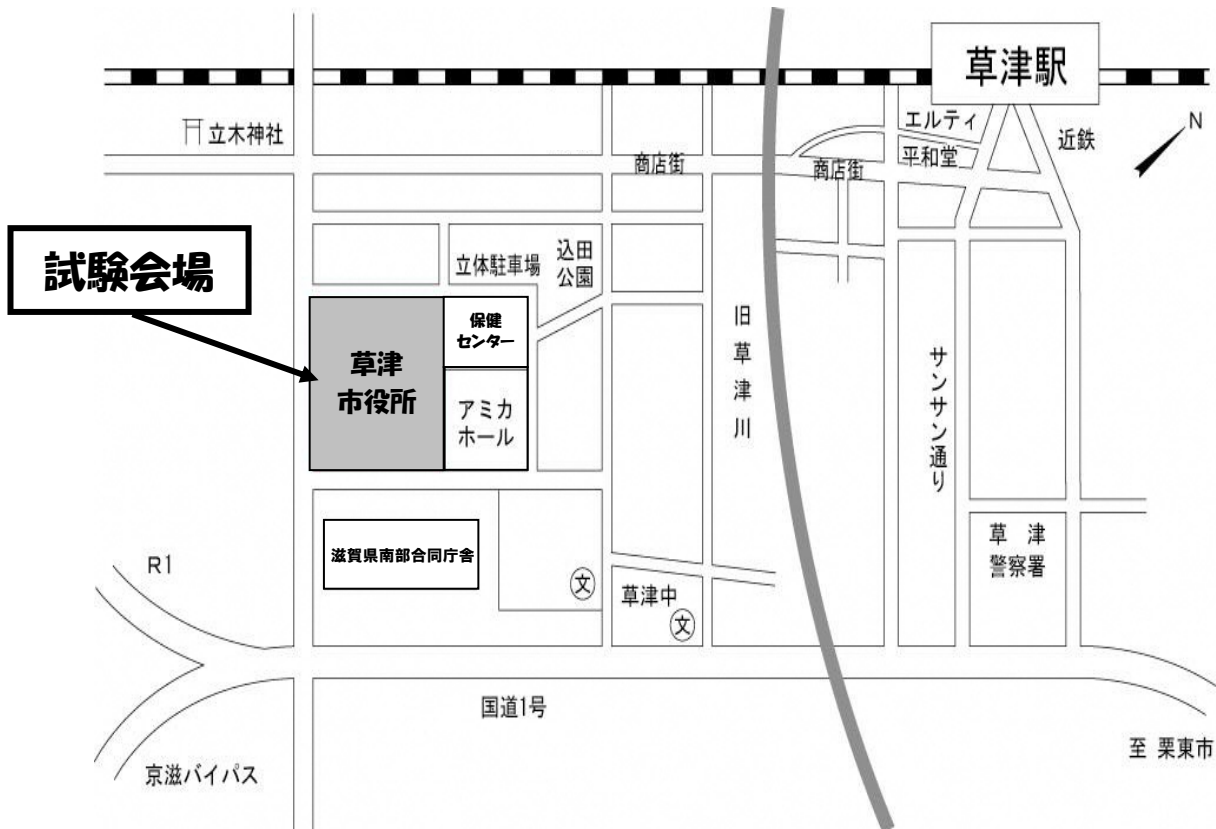 草津駅
エルティ
近鉄
N
立木神社
商店街
商店街
平和堂
試験会場
立体駐車場
込田
公園
保健
センター
草津
市役所
アミカ
ホール
旧草津川
サンサン通り
滋賀県南部合同庁舎
R1
文
草津中
文
草津
警察署
国道1号
京滋バイパス
至 栗東市